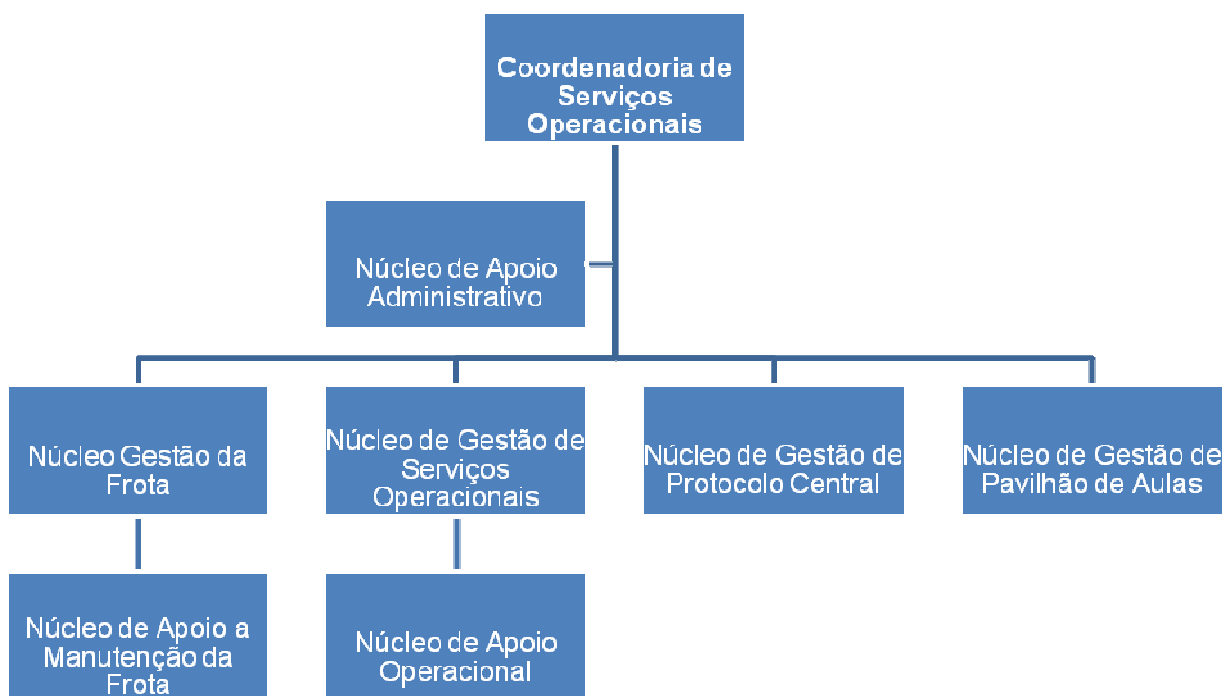 Coordenadoria de
Serviços
Operacionais
Núcleo de Apoio
Administrativo
Núcleo Gestão da
Frota
Núcleo de Gestão de
Serviços
Operacionais
Núcleo de Gestão de
Protocolo Central
Núcleo de Gestão de
Pavilhão de Aulas
Núcleo de Apoio a
Manutenção da
Frota
Núcleo de Apoio
Operacional